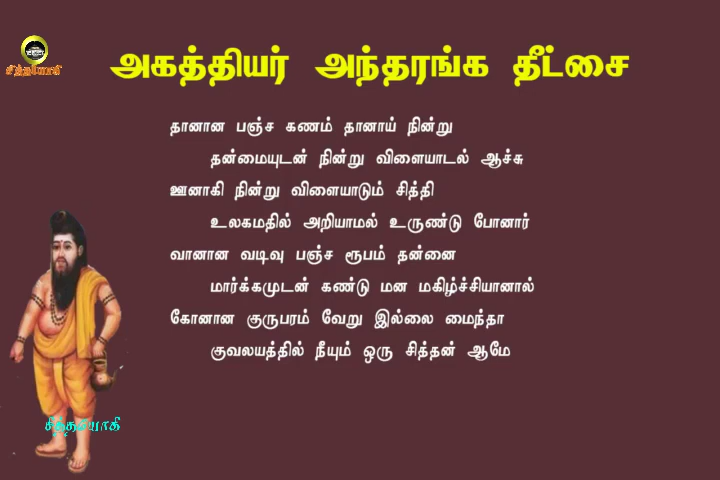 சித்தயோகி
அகத்தியர் அந்தரங்க தீட்சை
தானான பஞ்ச கணம் தானாய் நின்று
தன்மையுடன் நின்று விளையாடல் ஆச்சு
ஊனாகி நின்று விளையாடும் சித்தி
உலகமதில் அறியாமல் உருண்டு போனார்
வானான வடிவு பஞ்ச ரூபம் தன்னை
மார்க்கமுடன் கண்டு மன மகிழ்ச்சியானால்
கோனான குருபரம் வேறு இல்லை மைந்தா
குவலயத்தில் நீயும் ஒரு சித்தன் ஆமே
சித்தயோகி